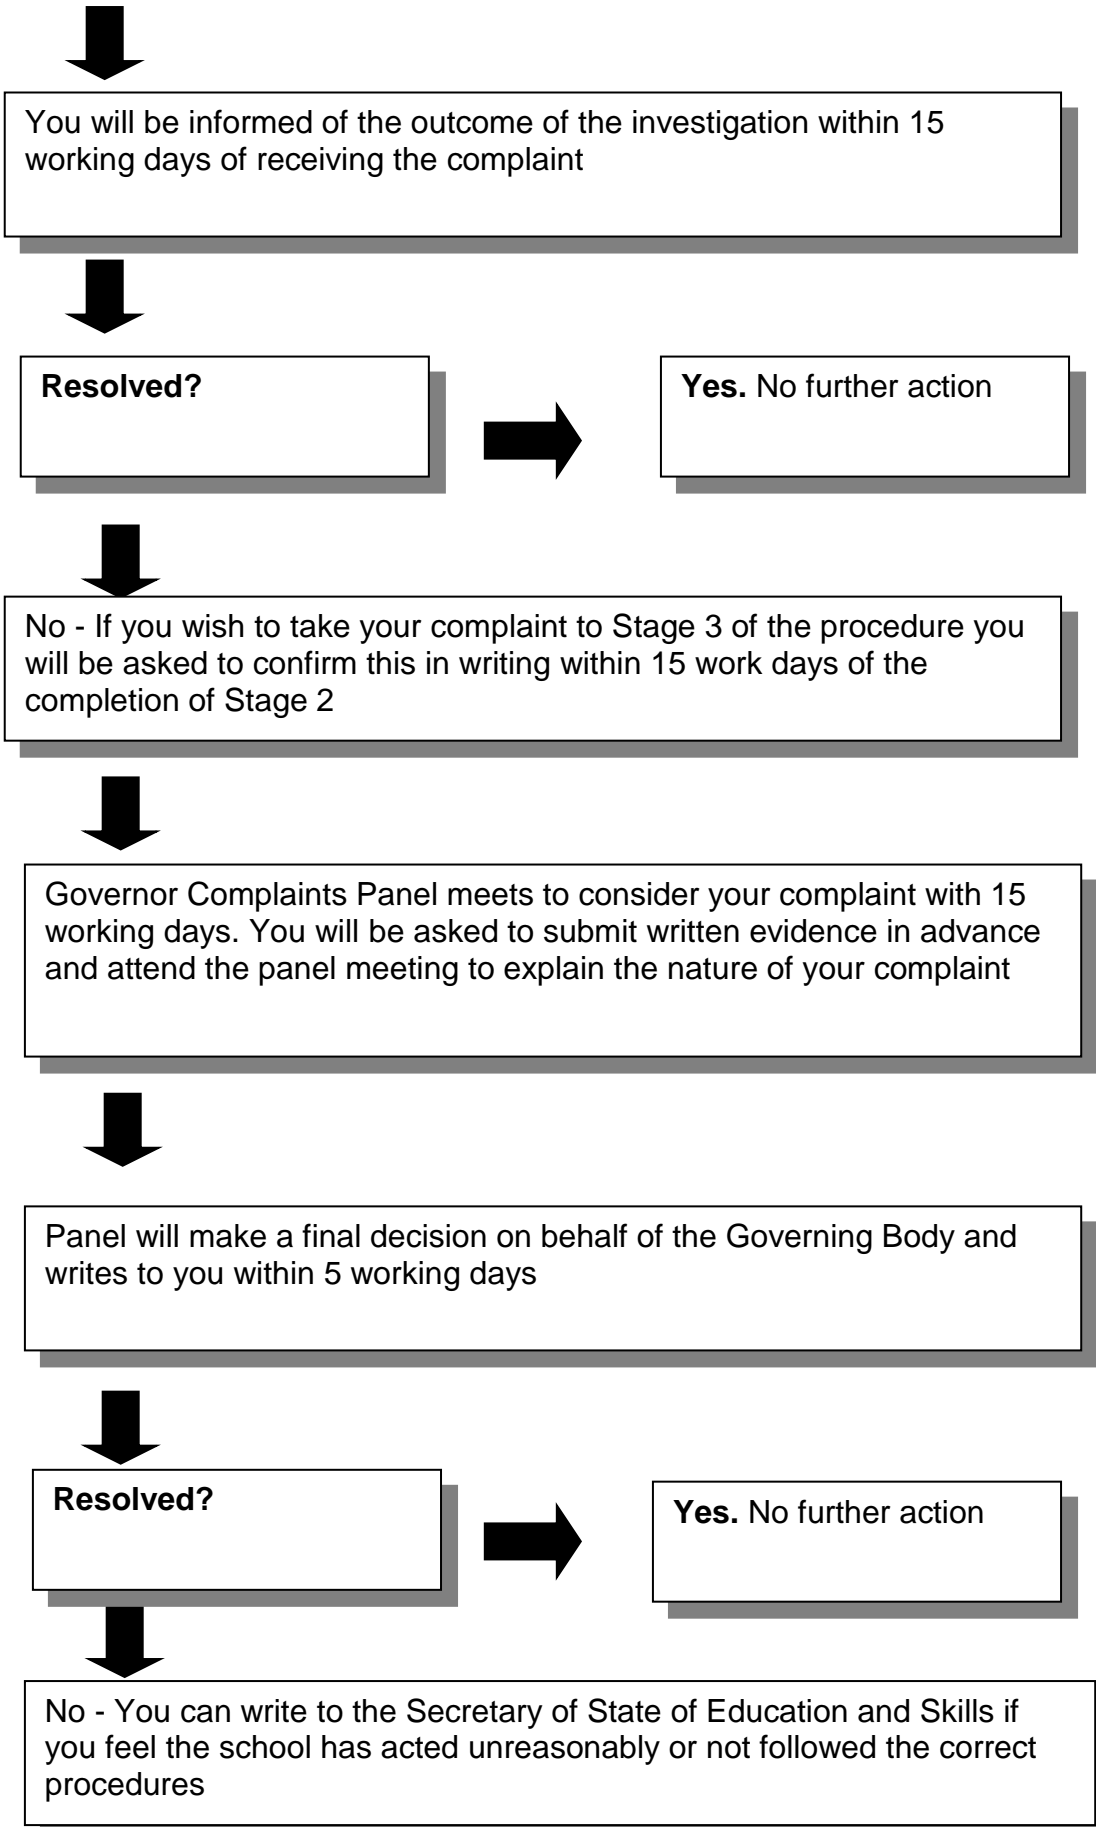 You will be informed of the outcome of the investigation within 15
working days of receiving the complaint
Resolved?
Yes. No further action
No - If you wish to take your complaint to Stage 3 of the procedure you
will be asked to confirm this in writing within 15 work days of the
completion of Stage 2
Governor Complaints Panel meets to consider your complaint with 15
working days. You will be asked to submit written evidence in advance
and attend the panel meeting to explain the nature of your complaint
Panel will make a final decision on behalf of the Governing Body and
writes to you within 5 working days
Resolved?
Yes. No further action
No - You can write to the Secretary of State of Education and Skills if
you feel the school has acted unreasonably or not followed the correct
procedures